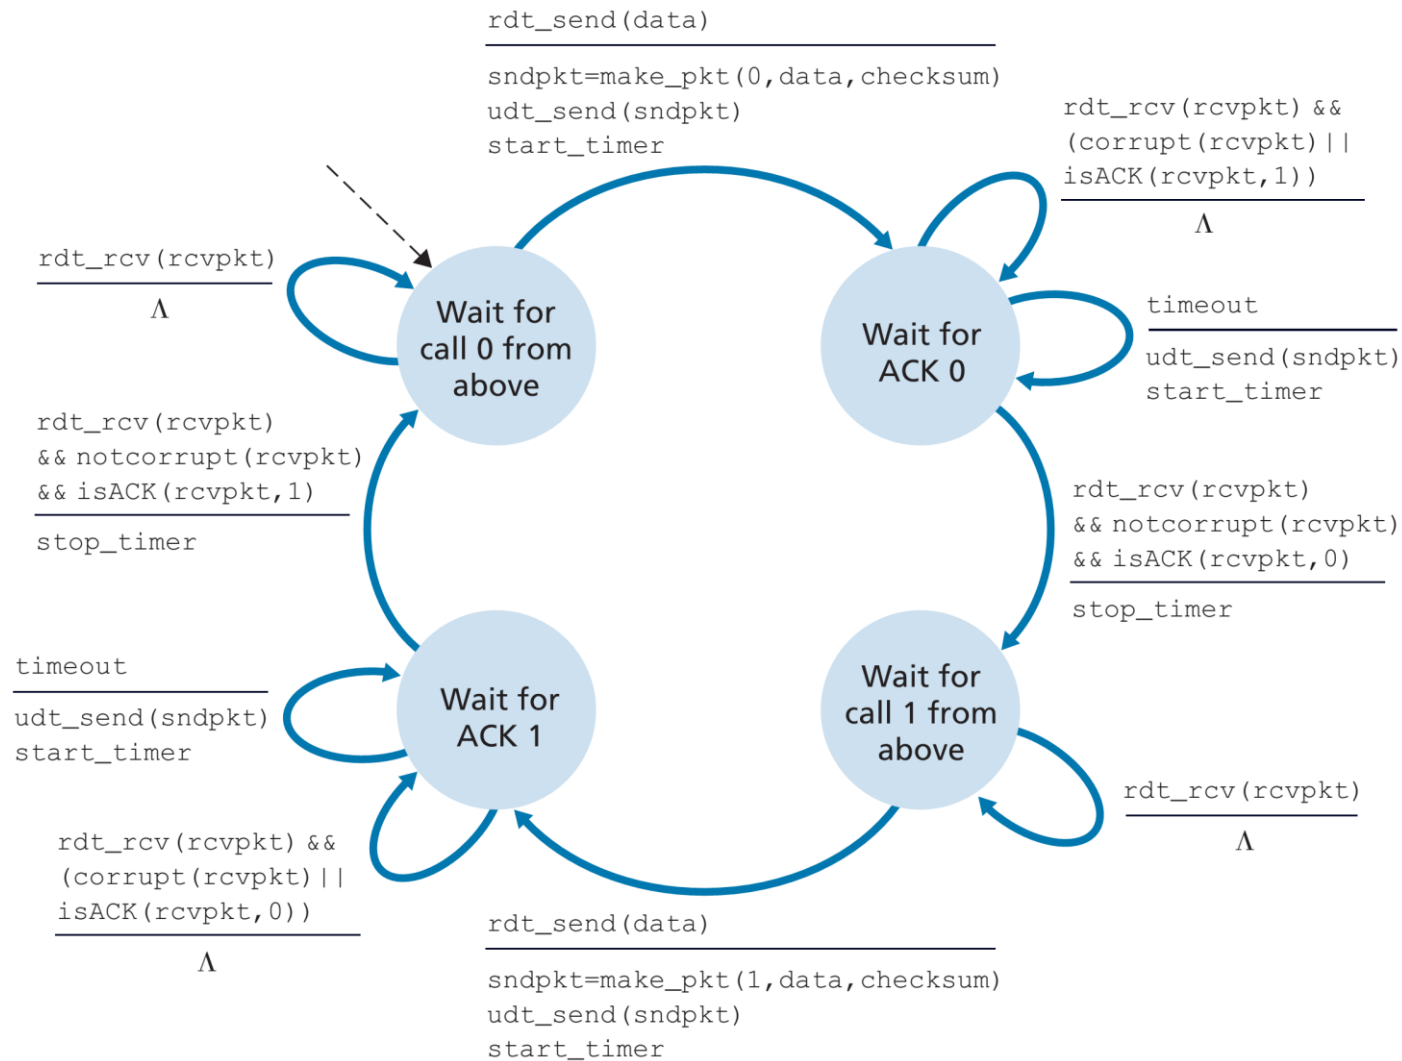 rdt_send(data)
sndpkt=make_pkt(0,data,checksum)
udt_send(sndpkt)
start_timer
rdt_rcv(rcvpkt) &&
(corrupt(rcvpkt)||
isACK(rcvpkt,1))
Λ
rdt_rcv(rcvpkt)
Λ
Wait for
call 0 from
above
Wait for
ACK 0
timeout
udt_send(sndpkt)
start_timer
rdt_rcv(rcvpkt)
&& notcorrupt(rcvpkt)
&& isACK(rcvpkt,1)
stop_timer
rdt_rcv(rcvpkt)
&& notcorrupt(rcvpkt)
&& isACK(rcvpkt,0)
stop_timer
timeout
udt_send(sndpkt)
start_timer
Wait for
ACK 1
Wait for
call 1 from
above
rdt_rcv(rcvpkt)
Λ
rdt_rcv(rcvpkt) &&
(corrupt(rcvpkt)||
isACK(rcvpkt,0))
Λ
rdt_send(data)
sndpkt=make_pkt(1,data,checksum)
udt_send(sndpkt)
start_timer